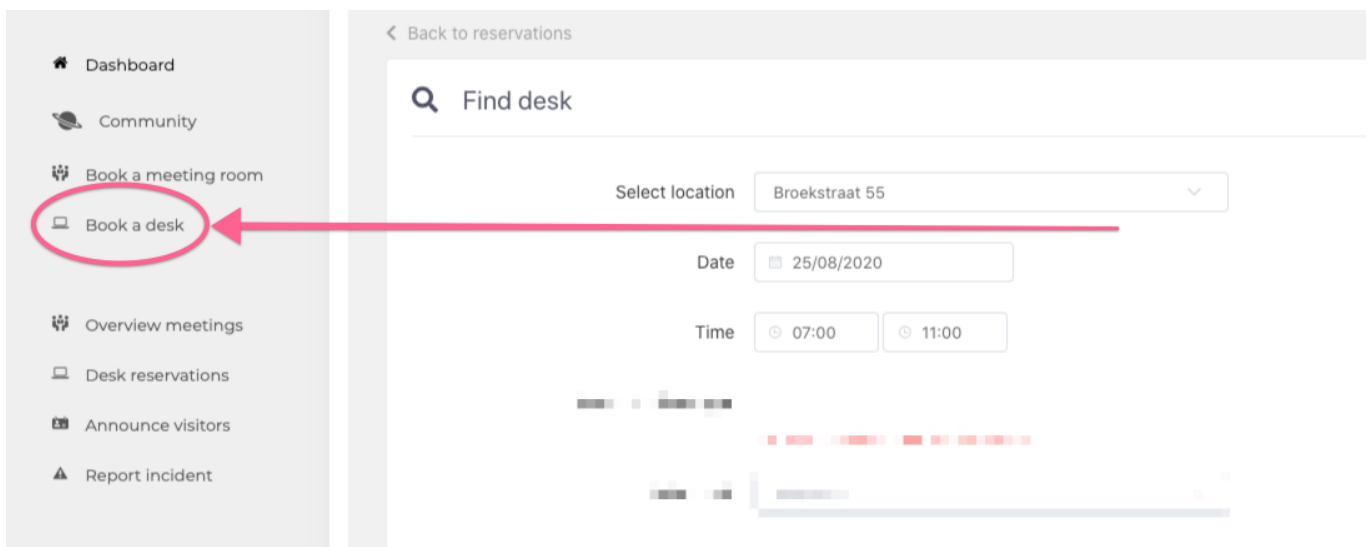 Dashboard
Community
Book a meeting room
Book a desk
Overview meetings
Desk reservations
Announce visitors
Report incident
Back to reservations
Find desk
Select location Broekstraat 55
Date 25/08/2020
Time 07:00 11:00